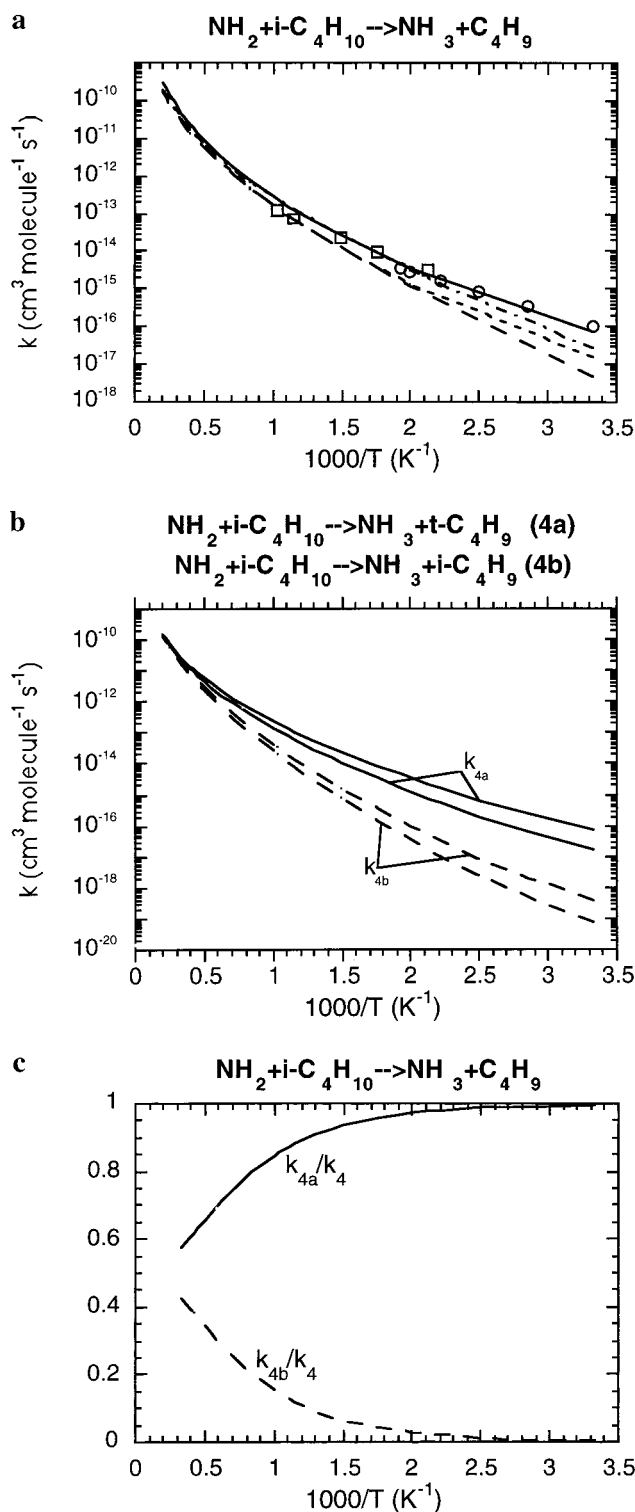 a
NH₂+i-C₄H₁₀-->NH₃+C₄H₉
k (cm³ molecule⁻¹ s⁻¹)
10⁻¹⁰
10⁻¹¹
10⁻¹²
10⁻¹³
10⁻¹⁴
10⁻¹⁵
10⁻¹⁶
10⁻¹⁷
10⁻¹⁸
0 0.5 1 1.5 2 2.5 3 3.5
1000/T (K⁻¹)
b
NH₂+i-C₄H₁₀-->NH₃+t-C₄H₉ (4a)
NH₂+i-C₄H₁₀-->NH₃+i-C₄H₉ (4b)
k (cm³ molecule⁻¹ s⁻¹)
10⁻¹⁰
10⁻¹²
10⁻¹⁴
10⁻¹⁶
10⁻¹⁸
10⁻²⁰
k₄ₐ
k₄b
0 0.5 1 1.5 2 2.5 3 3.5
1000/T (K⁻¹)
c
NH₂+i-C₄H₁₀-->NH₃+C₄H₉
1
0.8
0.6
0.4
0.2
0
k₄ₐ/k₄
k₄b/k₄
0 0.5 1 1.5 2 2.5 3 3.5
1000/T (K⁻¹)